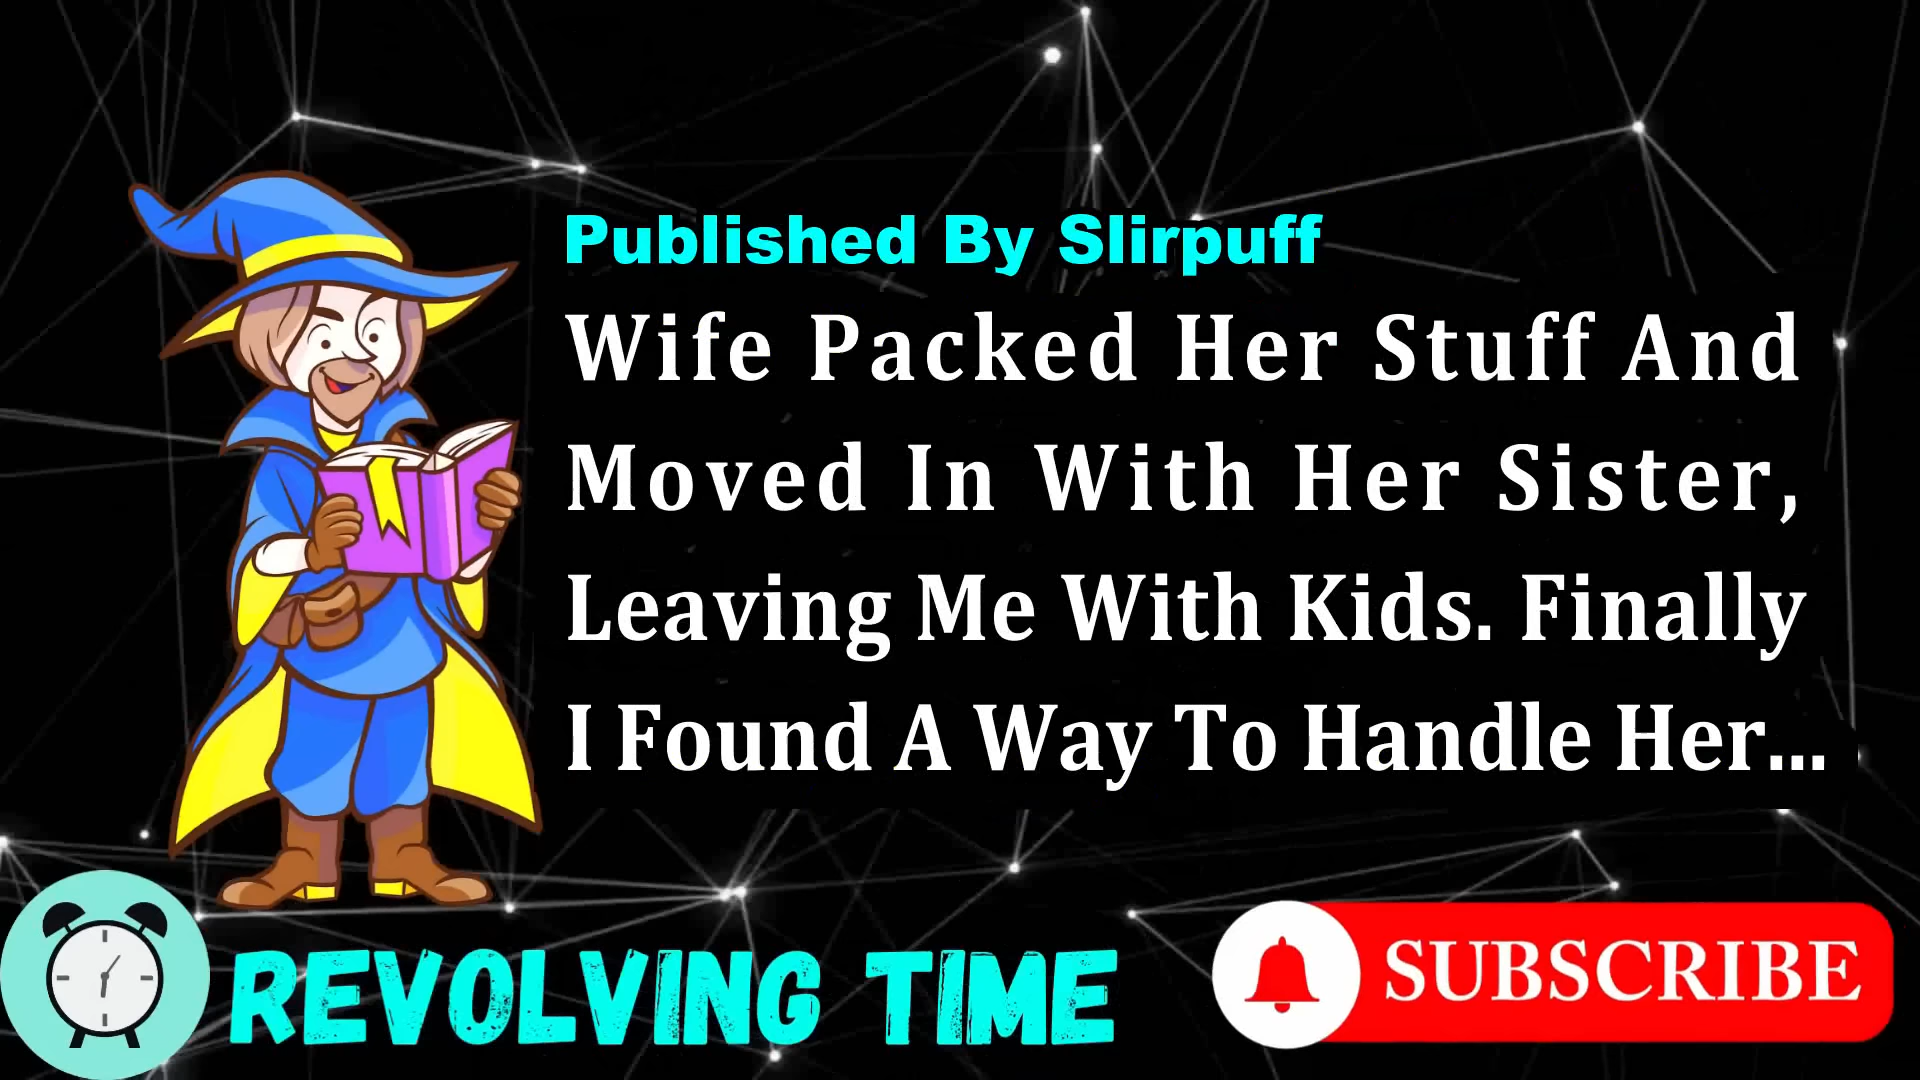 Published By Slirpuff
Wife Packed Her Stuff And
Moved In With Her Sister,
Leaving Me With Kids. Finally
I Found A Way To Handle Her...
REVOLVING TIME
SUBSCRIBE